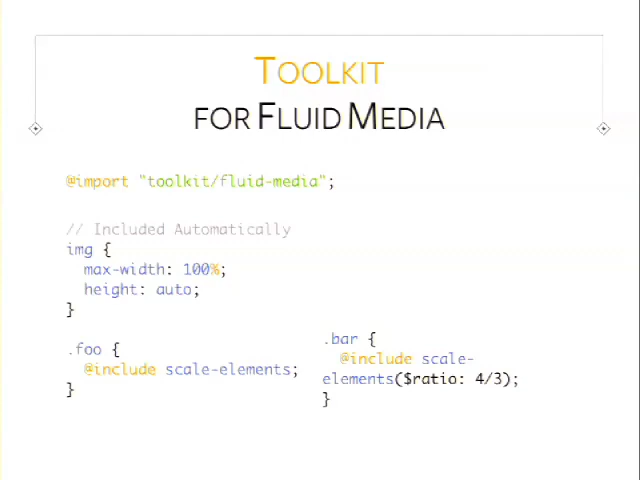 Toolkit
for Fluid Media
@import "toolkit/fluid-media";
// Included Automatically
img {
max-width: 100%;
height: auto;
}
.foo {
@include scale-elements;
}
.bar {
@include scale-
elements($ratio: 4/3);
}